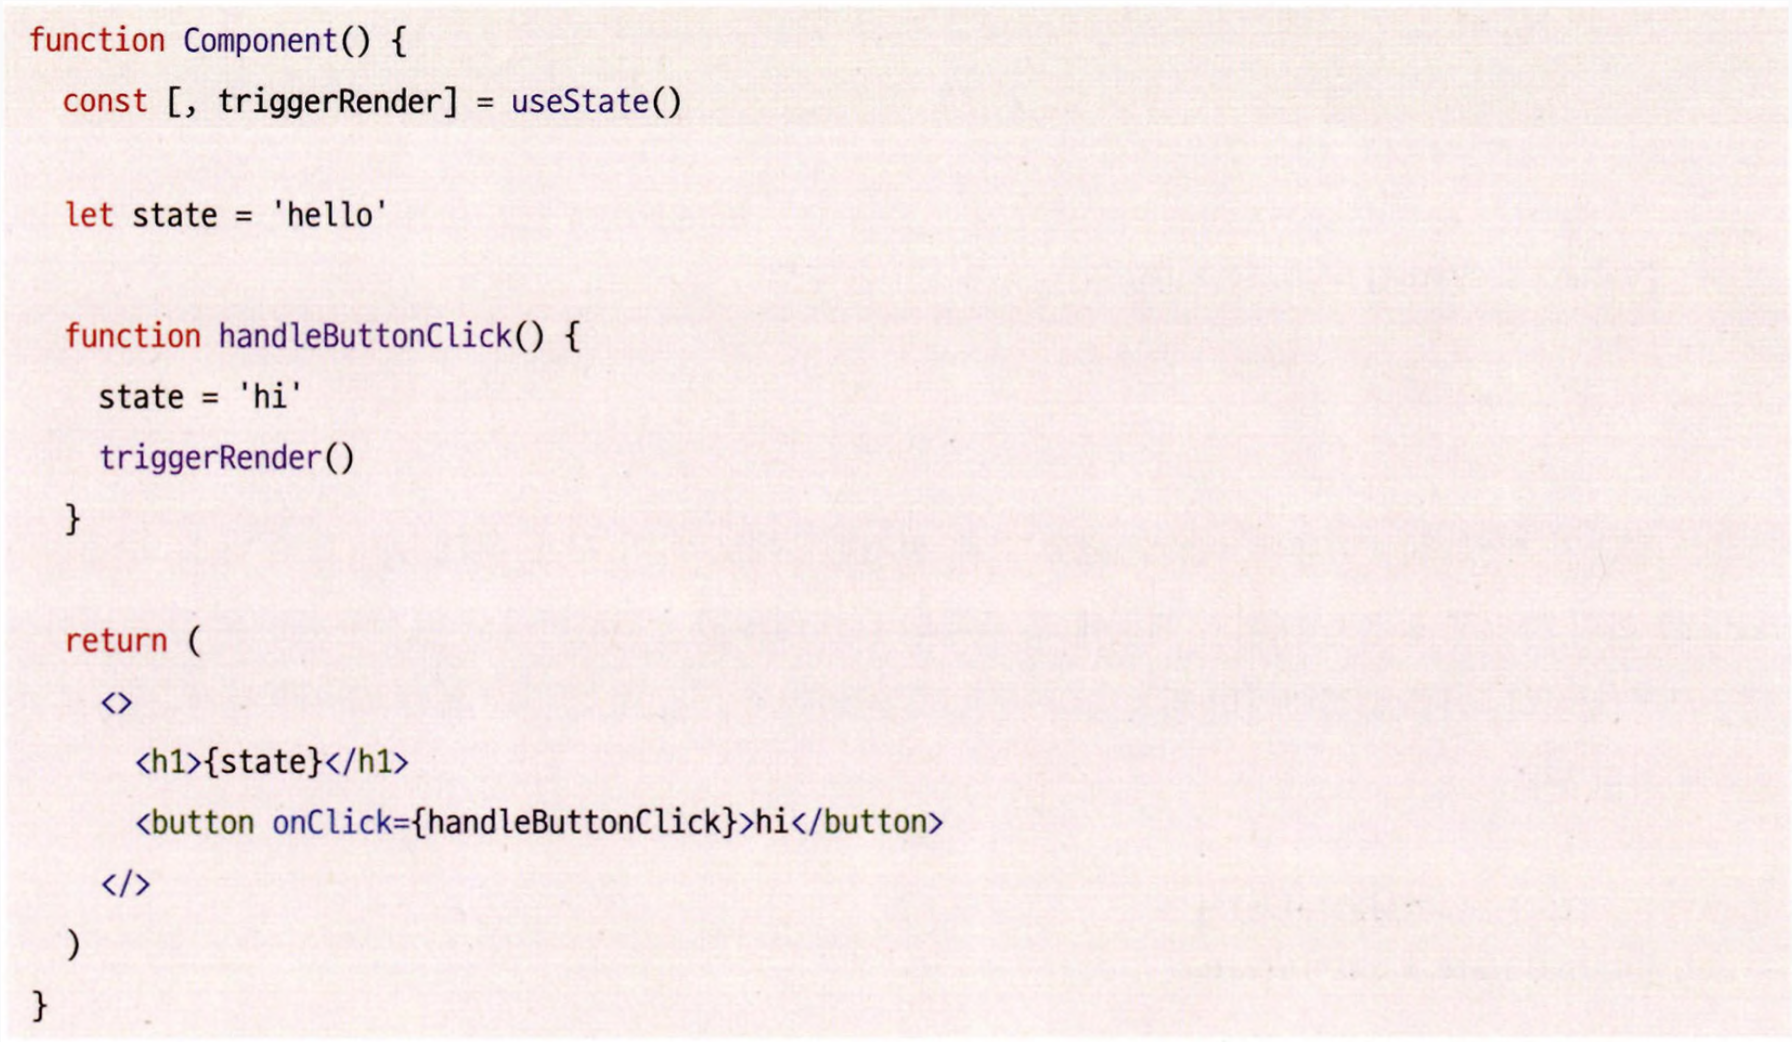 function Component() {
  const [, triggerRender] = useState()

  let state = 'hello'

  function handleButtonClick() {
    state = 'hi'
    triggerRender()
  }

  return (
    <>
      <h1>{state}</h1>
      <button onClick={handleButtonClick}>hi</button>
    </>
  )
}